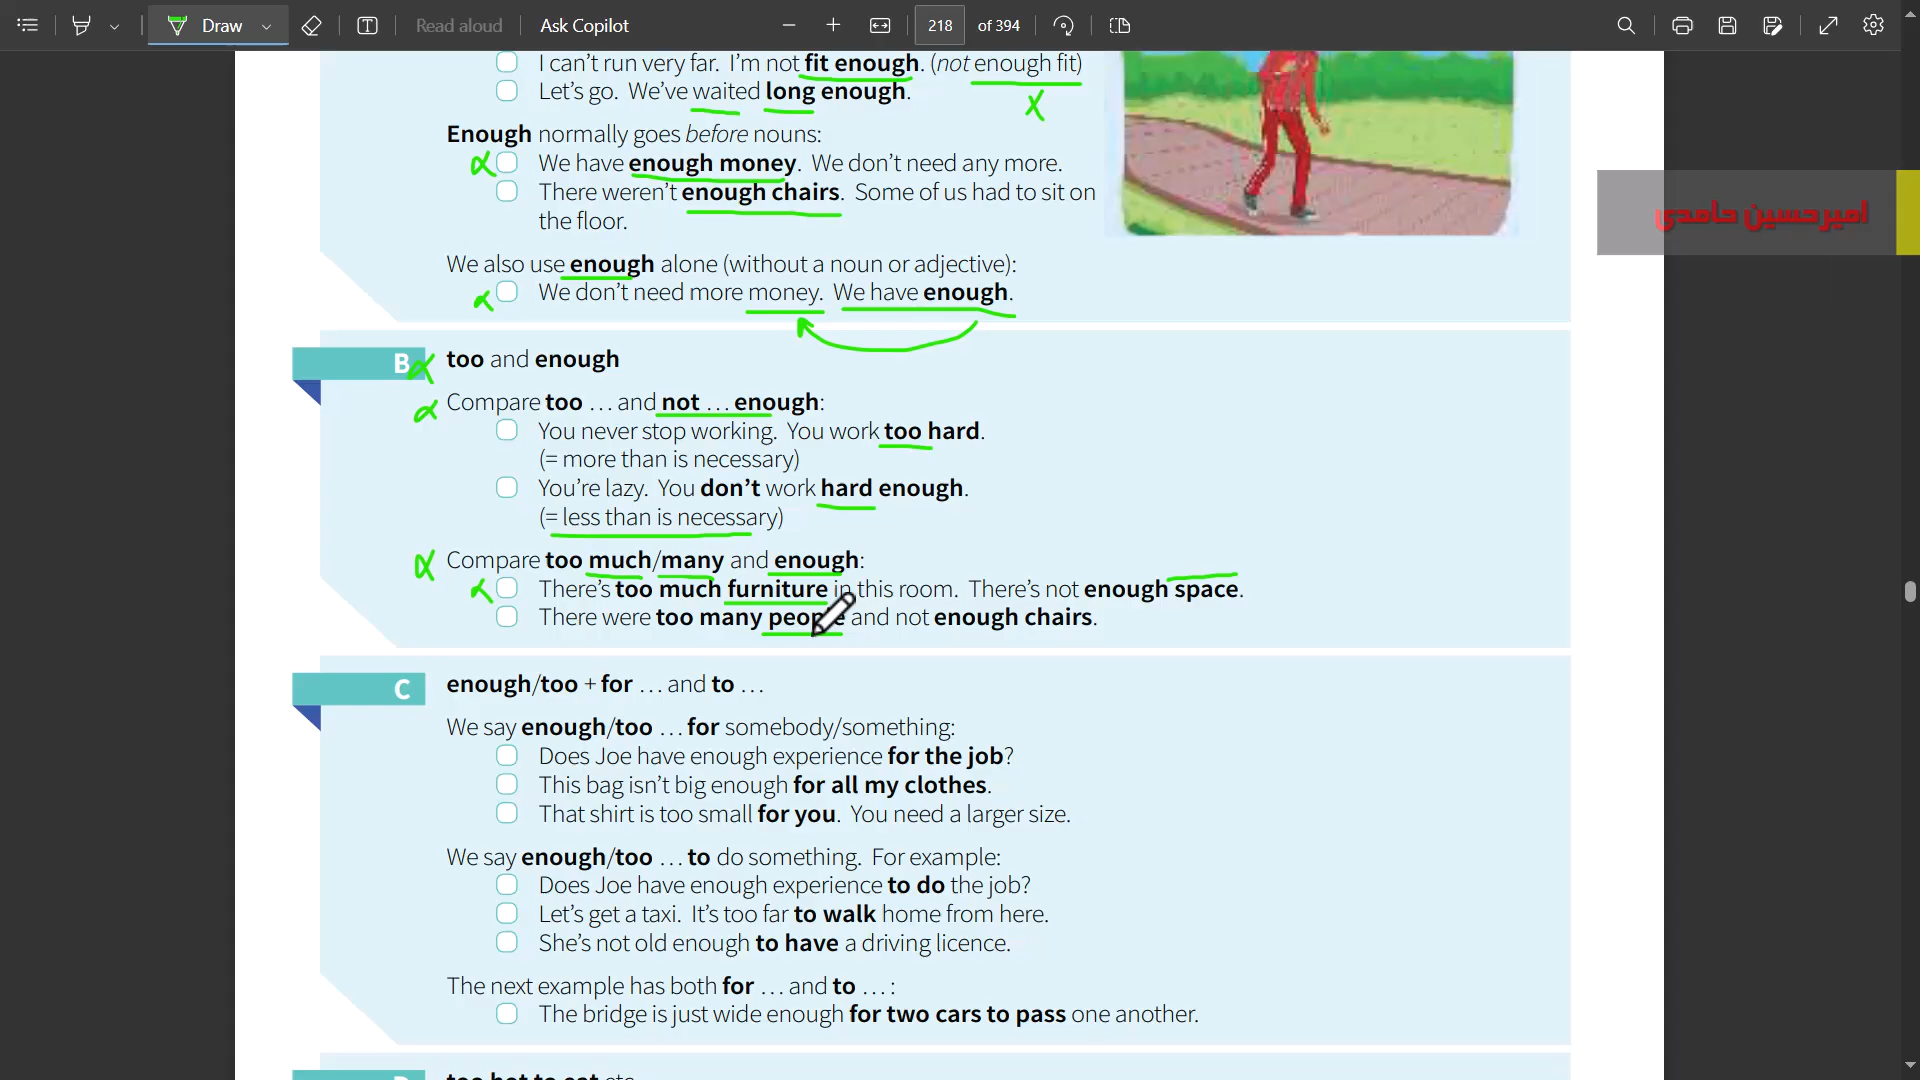 Draw
Read aloud
Ask Copilot
218 of 394
I can't run very far. I'm not fit enough. (not enough fit)
Let's go. We've waited long enough.
X
Enough normally goes before nouns:
We have enough money. We don't need any more.
There weren't enough chairs. Some of us had to sit on
the floor.
امیرحسین حامدی
We also use enough alone (without a noun or adjective):
We don't need more money. We have enough.
B too and enough
Compare too … and not … enough:
You never stop working. You work too hard.
(= more than is necessary)
You're lazy. You don't work hard enough.
(= less than is necessary)
Compare too much/many and enough:
There's too much furniture in this room. There's not enough space.
There were too many people and not enough chairs.
C enough/too + for … and to …
We say enough/too … for somebody/something:
Does Joe have enough experience for the job?
This bag isn't big enough for all my clothes.
That shirt is too small for you. You need a larger size.
We say enough/too … to do something. For example:
Does Joe have enough experience to do the job?
Let's get a taxi. It's too far to walk home from here.
She's not old enough to have a driving licence.
The next example has both for … and to … :
The bridge is just wide enough for two cars to pass one another.
too hot to eat etc.